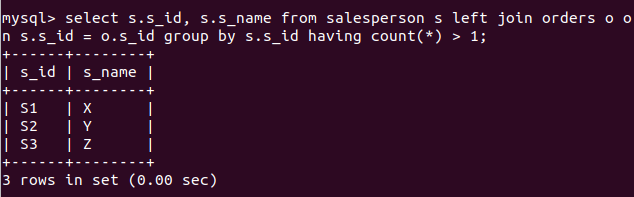 mysql> select s.s_id, s.s_name from salesperson s left join orders o o
n s.s_id = o.s_id group by s.s_id having count(*) > 1;
+------+--------+
| s_id | s_name |
+------+--------+
| S1   | X      |
| S2   | Y      |
| S3   | Z      |
+------+--------+
3 rows in set (0.00 sec)